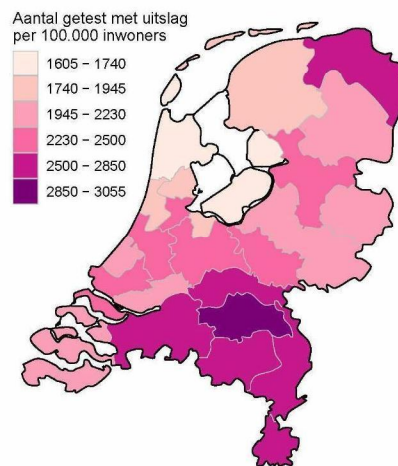 Aantal getest met uitslag
per 100.000 inwoners
1605 – 1740
1740 – 1945
1945 – 2230
2230 – 2500
2500 – 2850
2850 – 3055